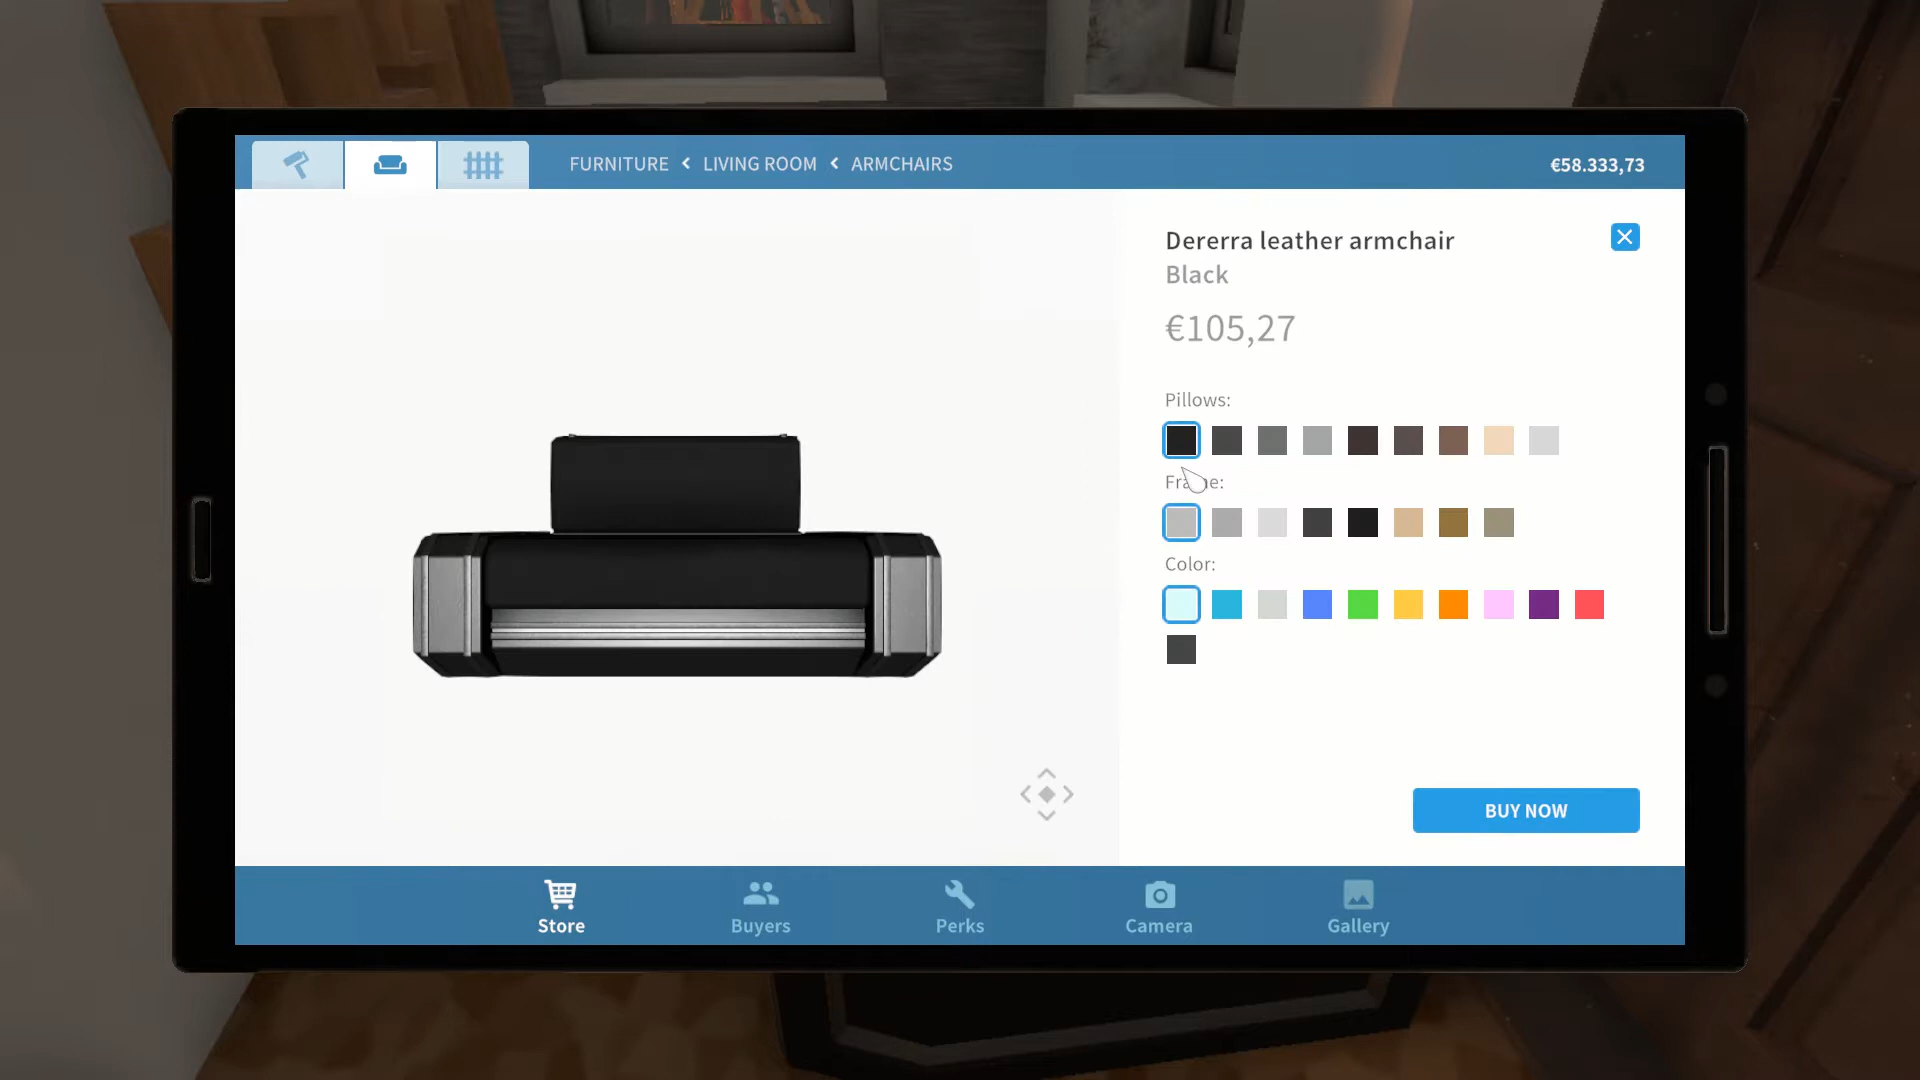 FURNITURE < LIVING ROOM < ARMCHAIRS
€58.333,73
Dererra leather armchair
Black
€105,27
Pillows:
Frame:
Color:
BUY NOW
Store
Buyers
Perks
Camera
Gallery